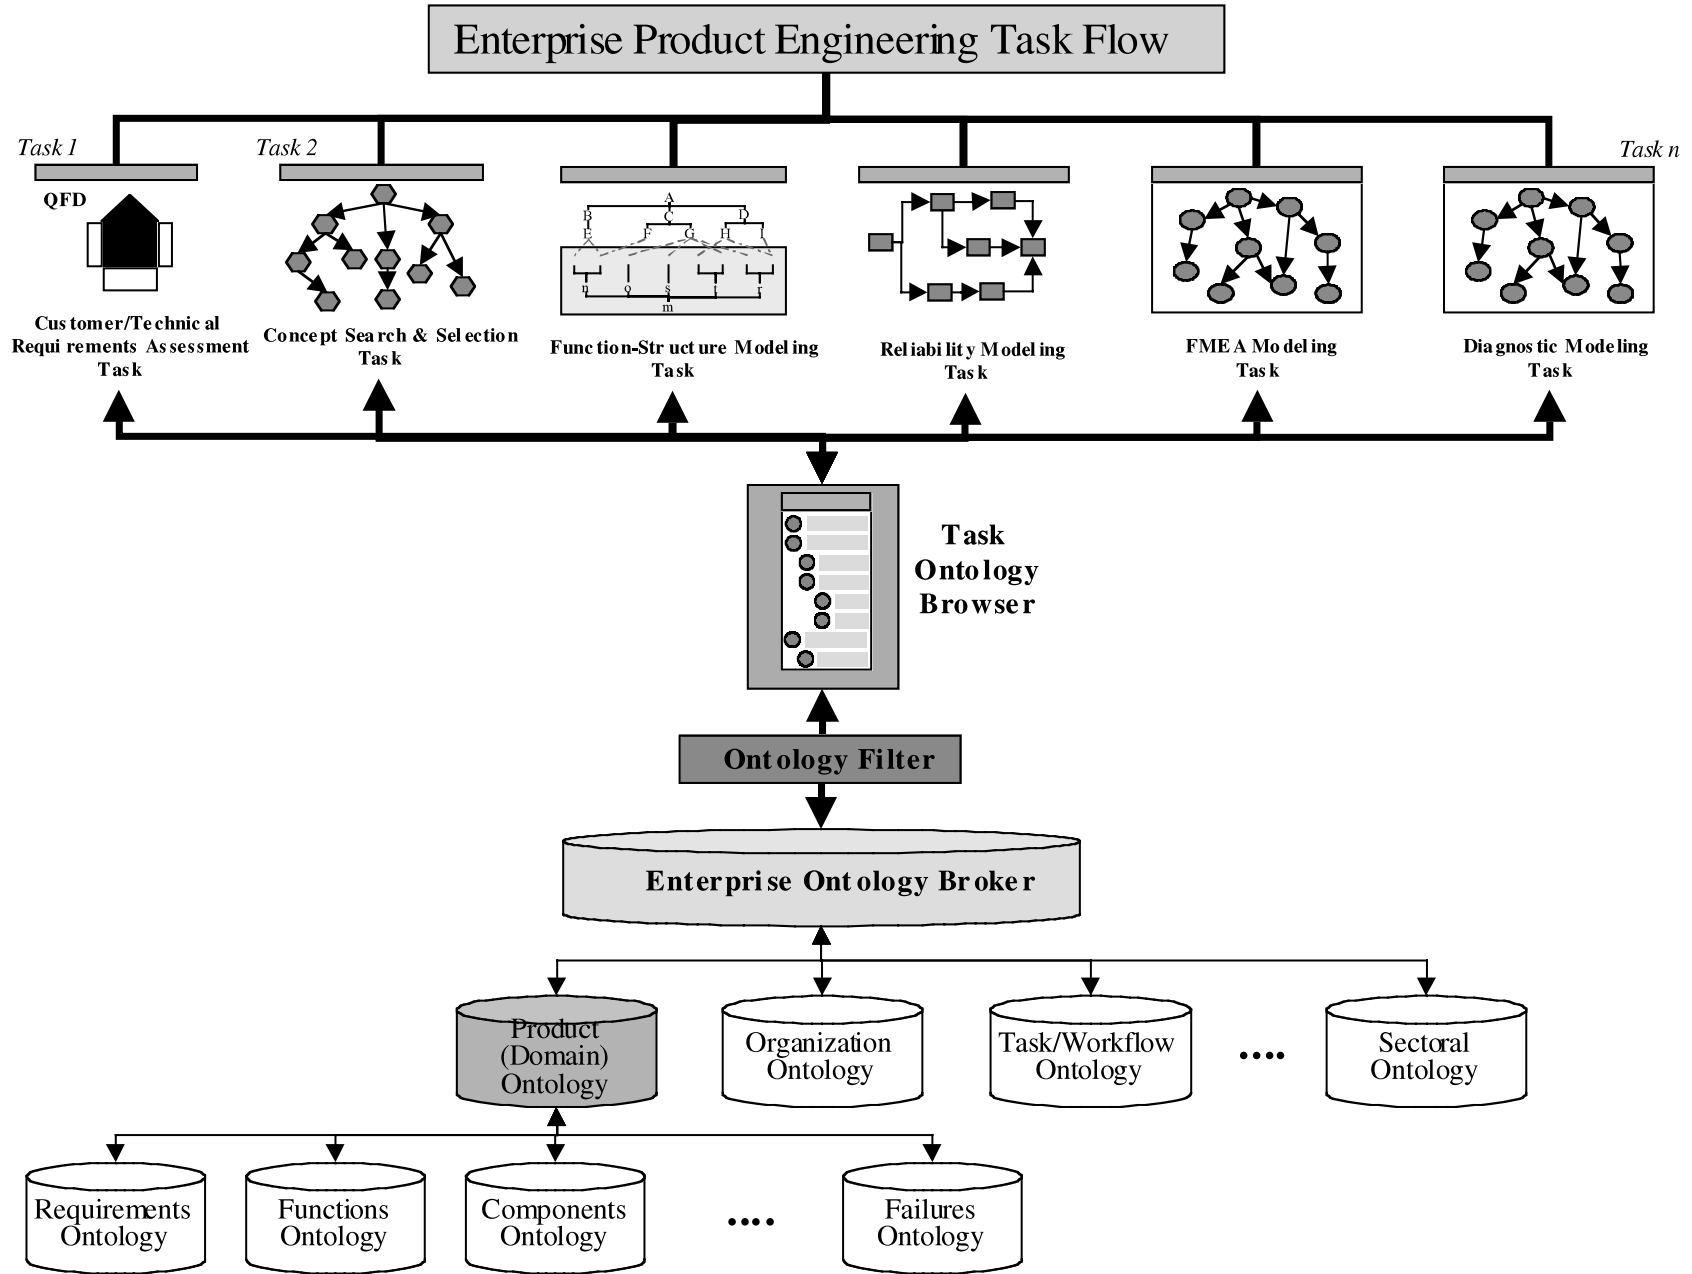 Enterprise Product Engineering Task Flow
Task 1
Task 2
Task n
QFD
A
B
C
D
E
F
G
H
I
n
o
s
t
r
m
Customer/Technical
Requirements Assessment
Task
Concept Search & Selection
Task
Function-Structure Modeling
Task
Reliability Modeling
Task
FMEA Modeling
Task
Diagnostic Modeling
Task
Task
Ontology
Browser
Ontology Filter
Enterprise Ontology Broker
Product
(Domain)
Ontology
Organization
Ontology
Task/Workflow
Ontology
....
Sectoral
Ontology
Requirements
Ontology
Functions
Ontology
Components
Ontology
....
Failures
Ontology